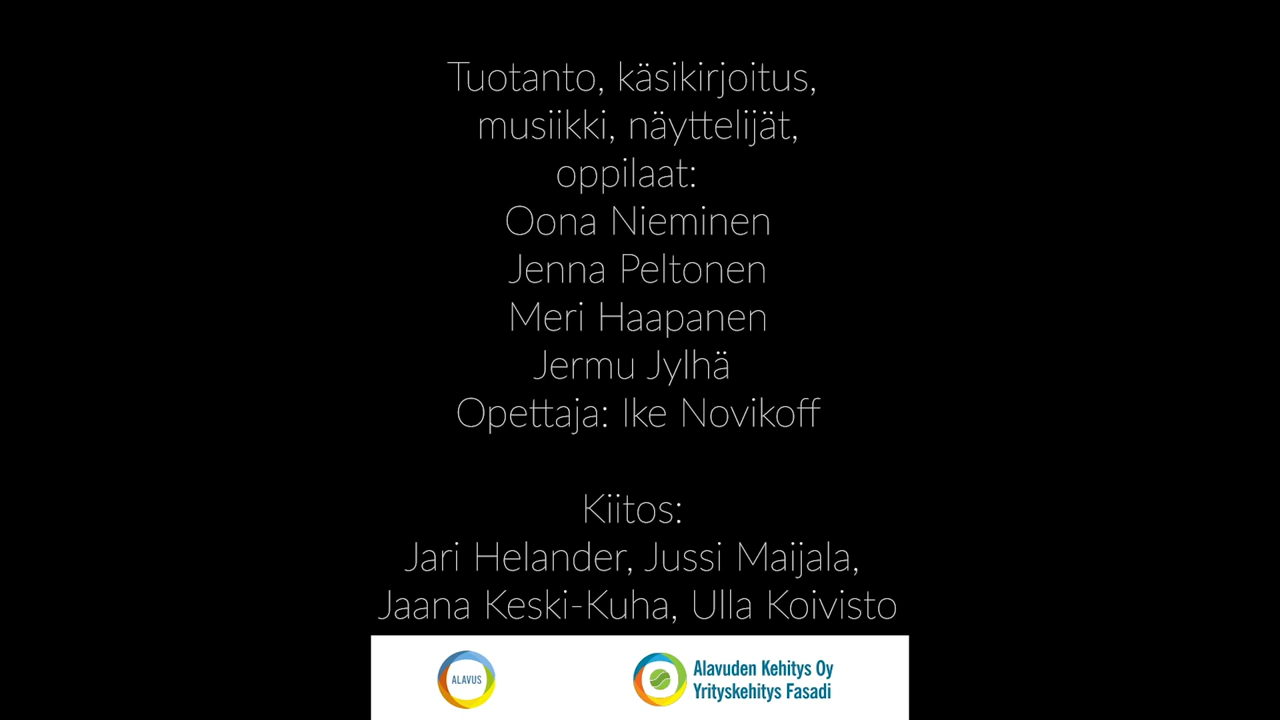 Tuotanto, käsikirjoitus,
musiikki, näyttelijät,
oppilaat:
Oona Nieminen
Jenna Peltonen
Meri Haapanen
Jermu Jylhä
Opettaja: Ike Novikoff
Kiitos:
Jari Helander, Jussi Maijala,
Jaana Keski-Kuha, Ulla Koivisto
ALAVUS
Alavuden Kehitys Oy
Yrityskehitys Fasadi